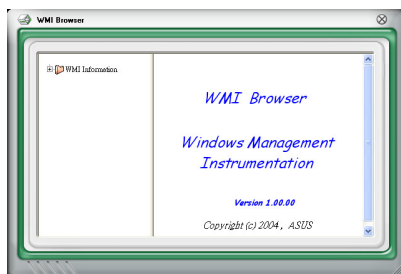 WMI Browser
WMI Information
WMI Browser
Windows Management
Instrumentation
Version 1.00.00
Copyright (c) 2004, ASUS